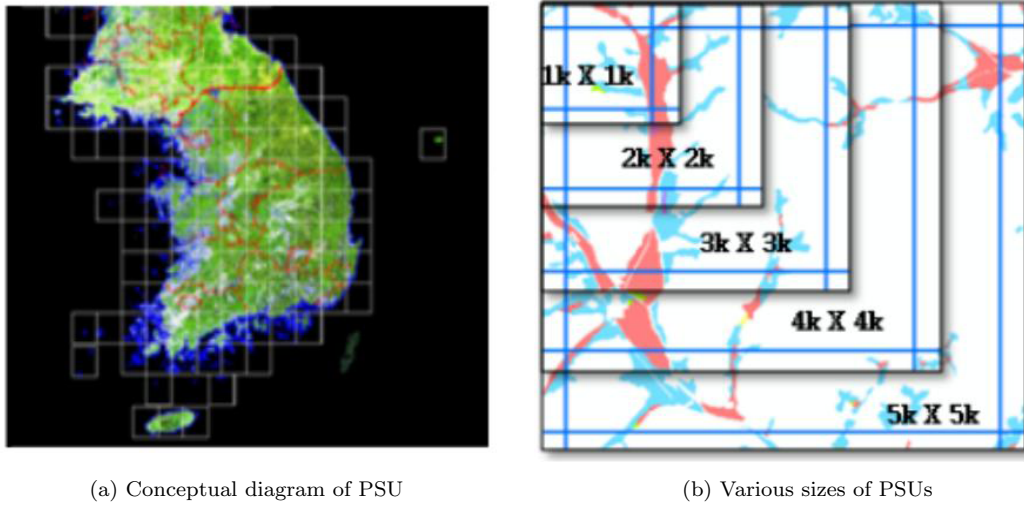 1k X 1k
2k X 2k
3k X 3k
4k X 4k
5k X 5k
(a) Conceptual diagram of PSU
(b) Various sizes of PSUs